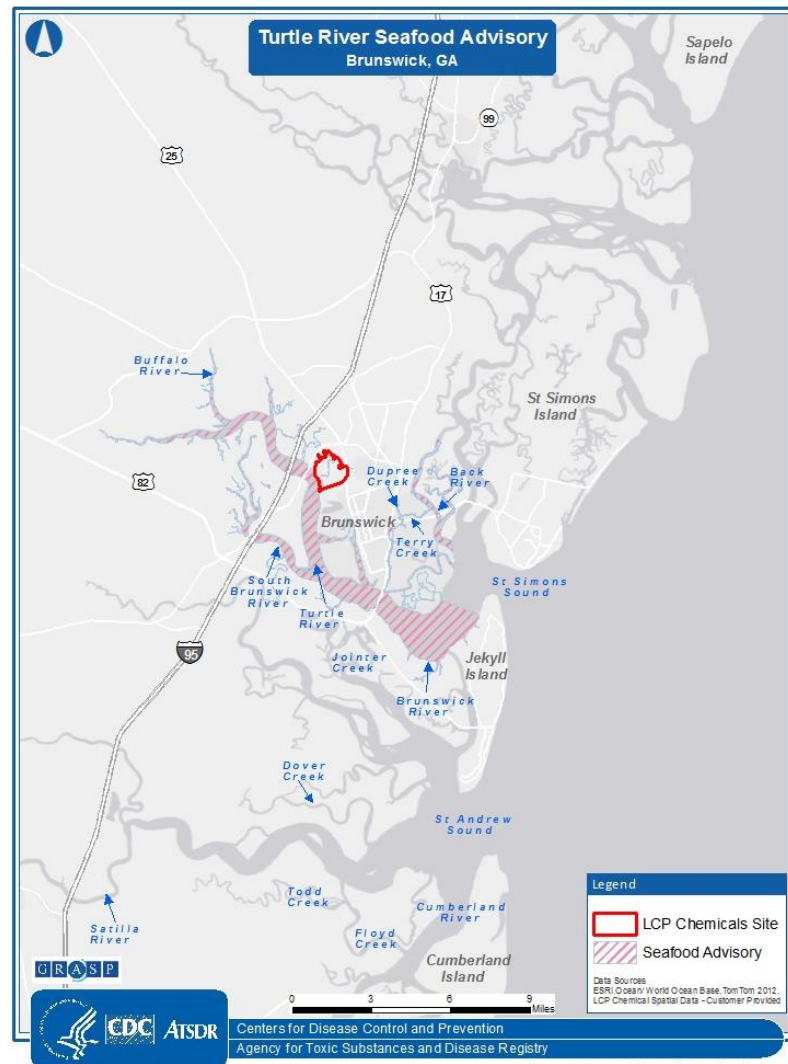 Turtle River Seafood Advisory
Brunswick, GA
Sapelo
Island
99
25
17
Buffalo
River
St Simons
Island
82
Dupree
Creek
Back
River
Brunswick
Terry
Creek
South
Brunswick
River
Turtle
River
St Simons
Sound
95
Jointer
Creek
Jekyll
Island
Brunswick
River
Dover
Creek
St Andrew
Sound
Todd
Creek
Cumberland
River
Satilla
River
Floyd
Creek
Cumberland
Island
Legend
LCP Chemicals Site
Seafood Advisory
Data Sources
ESRI Ocean/ World Ocean Base, TomTom 2012,
LCP Chemical Spatial Data - Customer Provided
GRASP
0 3 6 9
Miles
CDC ATSDR
Centers for Disease Control and Prevention
Agency for Toxic Substances and Disease Registry